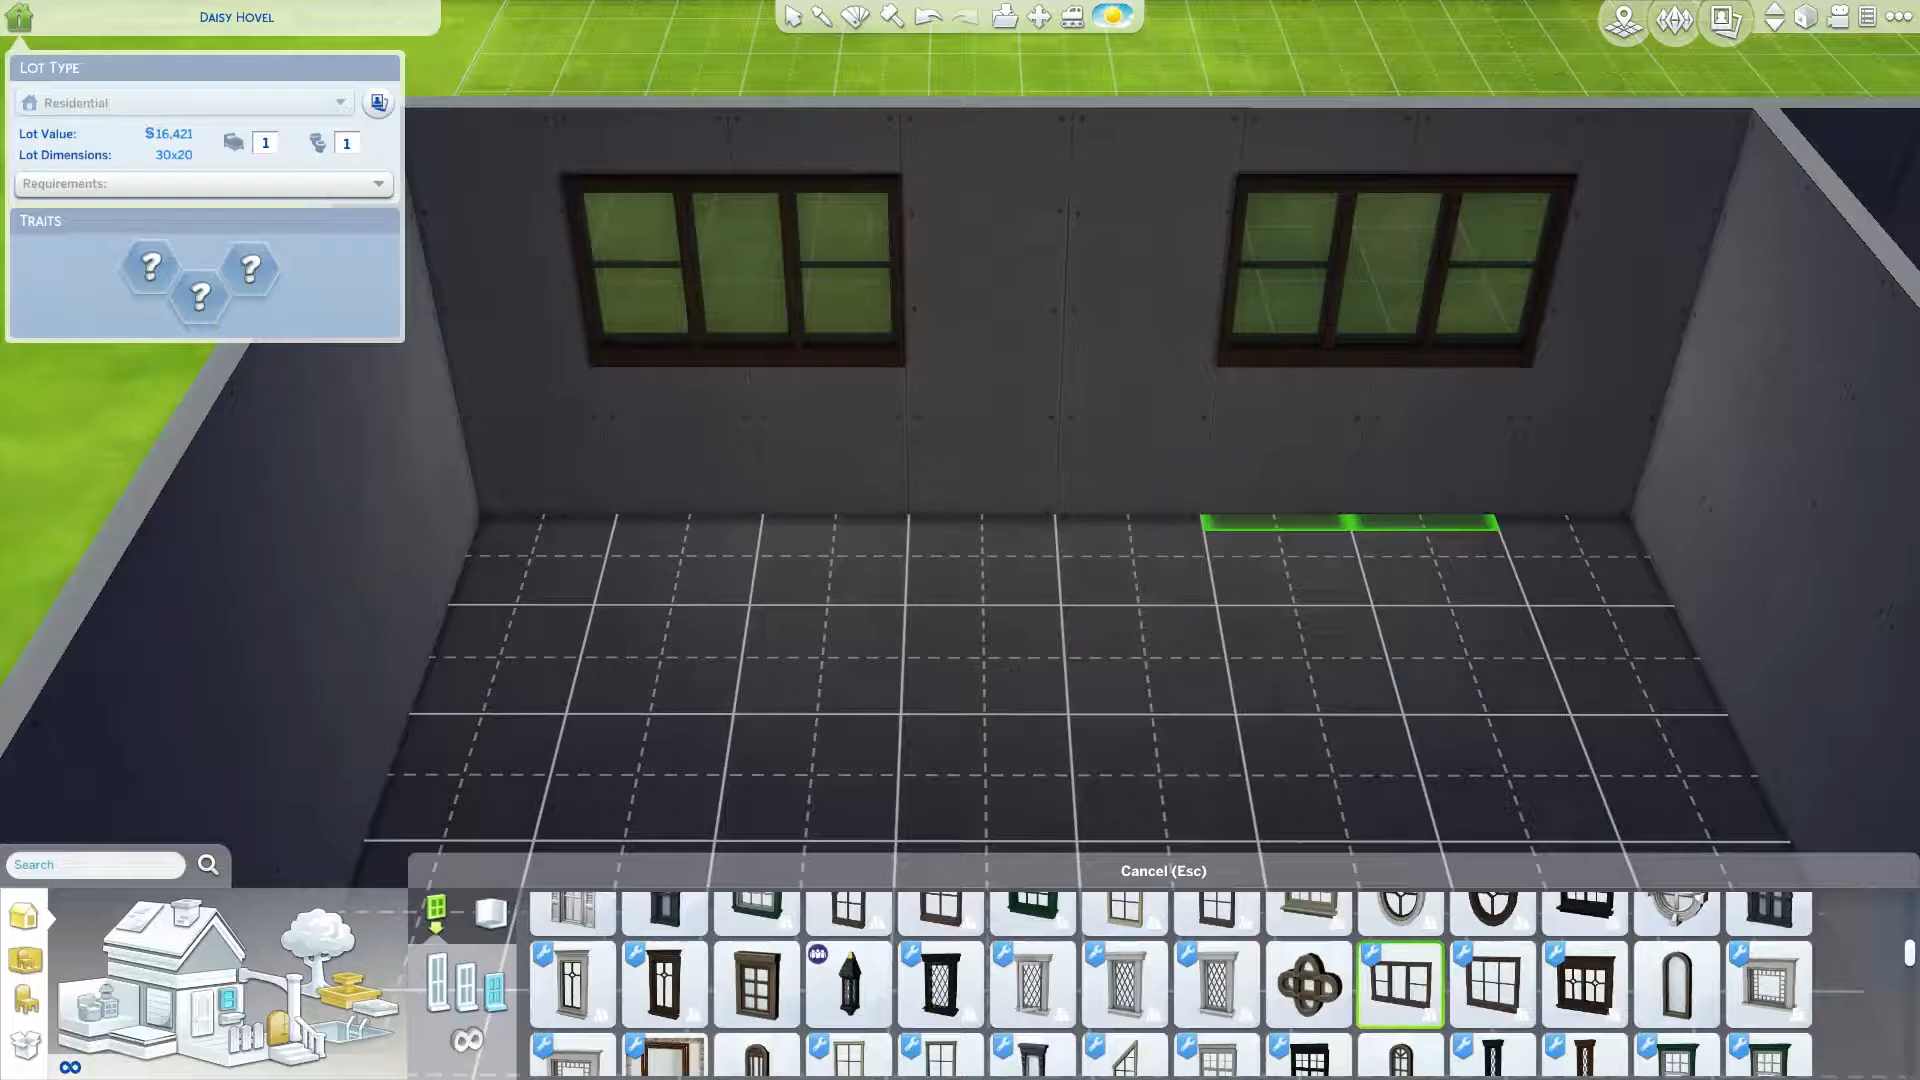 DAISY HOVEL
LOT TYPE
Residential
Lot Value: §16,421
1
1
Lot Dimensions: 30x20
Requirements:
TRAITS
? ? ?
Cancel (Esc)
Search